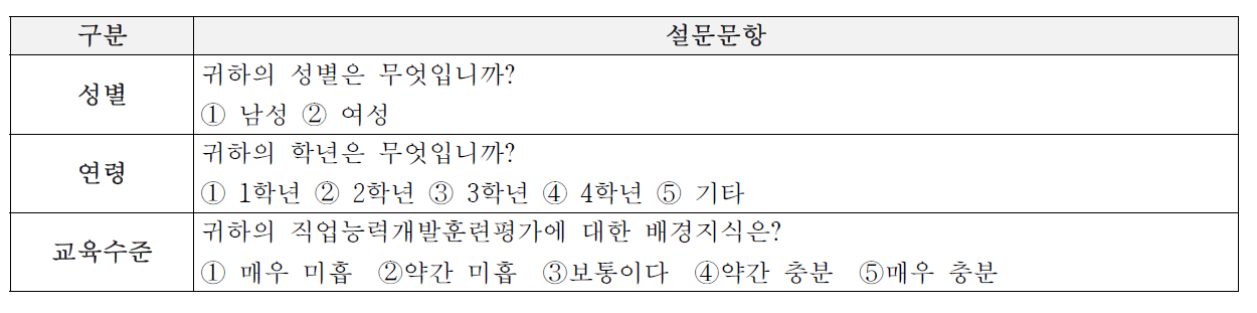 구분 설문문항
성별
귀하의 성별은 무엇입니까?
① 남성 ② 여성
연령
귀하의 학년은 무엇입니까?
① 1학년 ② 2학년 ③ 3학년 ④ 4학년 ⑤ 기타
교육수준
귀하의 직업능력개발훈련평가에 대한 배경지식은?
① 매우 미흡 ②약간 미흡 ③보통이다 ④약간 충분 ⑤매우 충분